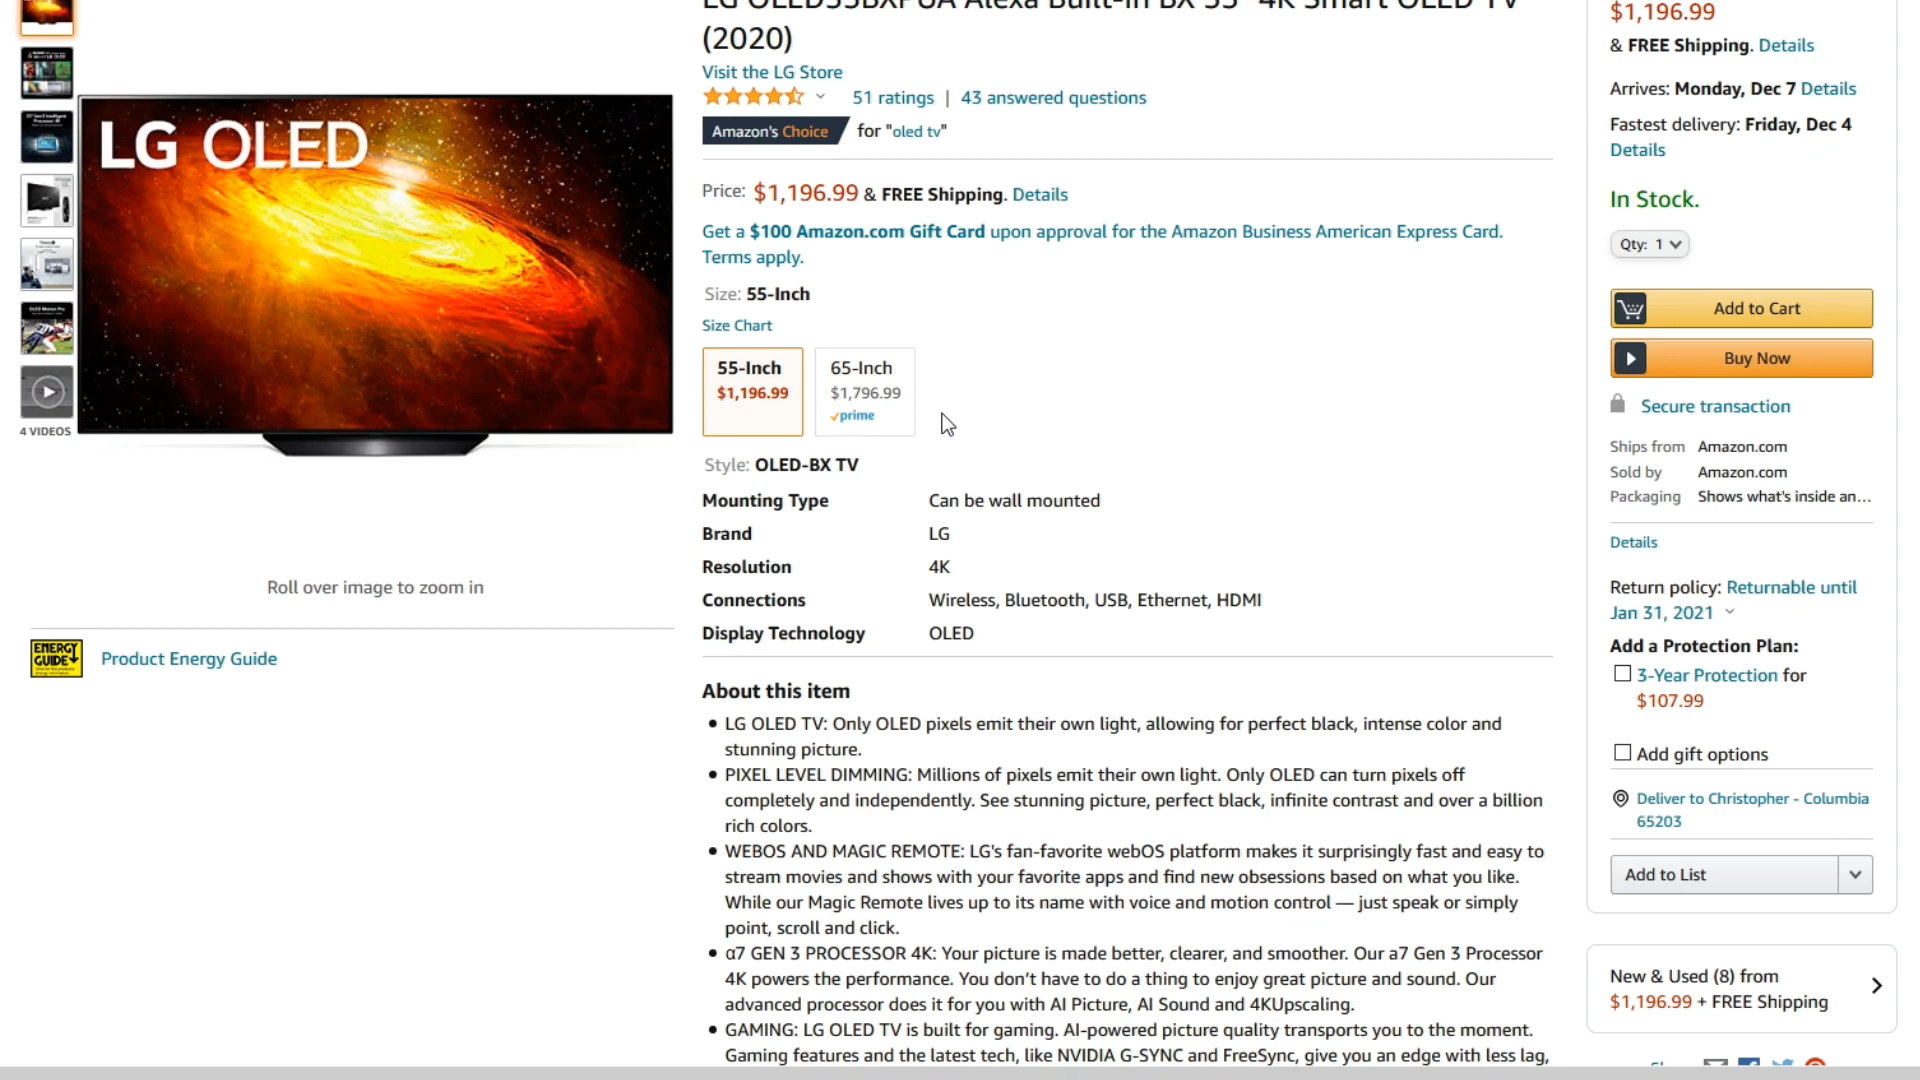 LG OLED55BXPUA Alexa Built-in BX 55" 4K Smart OLED TV
(2020)
Visit the LG Store
51 ratings | 43 answered questions
Amazon's Choice for "oled tv"
Price: $1,196.99 & FREE Shipping. Details
Get a $100 Amazon.com Gift Card upon approval for the Amazon Business American Express Card.
Terms apply.
Size: 55-Inch
Size Chart
55-Inch
$1,196.99
65-Inch
$1,796.99
prime
Style: OLED-BX TV
Mounting Type Can be wall mounted
Brand LG
Resolution 4K
Connections Wireless, Bluetooth, USB, Ethernet, HDMI
Display Technology OLED
About this item
• LG OLED TV: Only OLED pixels emit their own light, allowing for perfect black, intense color and
stunning picture.
• PIXEL LEVEL DIMMING: Millions of pixels emit their own light. Only OLED can turn pixels off
completely and independently. See stunning picture, perfect black, infinite contrast and over a billion
rich colors.
• WEBOS AND MAGIC REMOTE: LG's fan-favorite webOS platform makes it surprisingly fast and easy to
stream movies and shows with your favorite apps and find new obsessions based on what you like.
While our Magic Remote lives up to its name with voice and motion control — just speak or simply
point, scroll and click.
• α7 GEN 3 PROCESSOR 4K: Your picture is made better, clearer, and smoother. Our a7 Gen 3 Processor
4K powers the performance. You don't have to do a thing to enjoy great picture and sound. Our
advanced processor does it for you with AI Picture, AI Sound and 4KUpscaling.
• GAMING: LG OLED TV is built for gaming. AI-powered picture quality transports you to the moment.
Gaming features and the latest tech, like NVIDIA G-SYNC and FreeSync, give you an edge with less lag,
LG OLED
4 VIDEOS
Roll over image to zoom in
ENERGY
GUIDE
Product Energy Guide
$1,196.99
& FREE Shipping. Details
Arrives: Monday, Dec 7 Details
Fastest delivery: Friday, Dec 4
Details
In Stock.
Qty: 1
Add to Cart
Buy Now
Secure transaction
Ships from Amazon.com
Sold by Amazon.com
Packaging Shows what's inside an...
Details
Return policy: Returnable until
Jan 31, 2021
Add a Protection Plan:
3-Year Protection for
$107.99
Add gift options
Deliver to Christopher - Columbia
65203
Add to List
New & Used (8) from
$1,196.99 + FREE Shipping